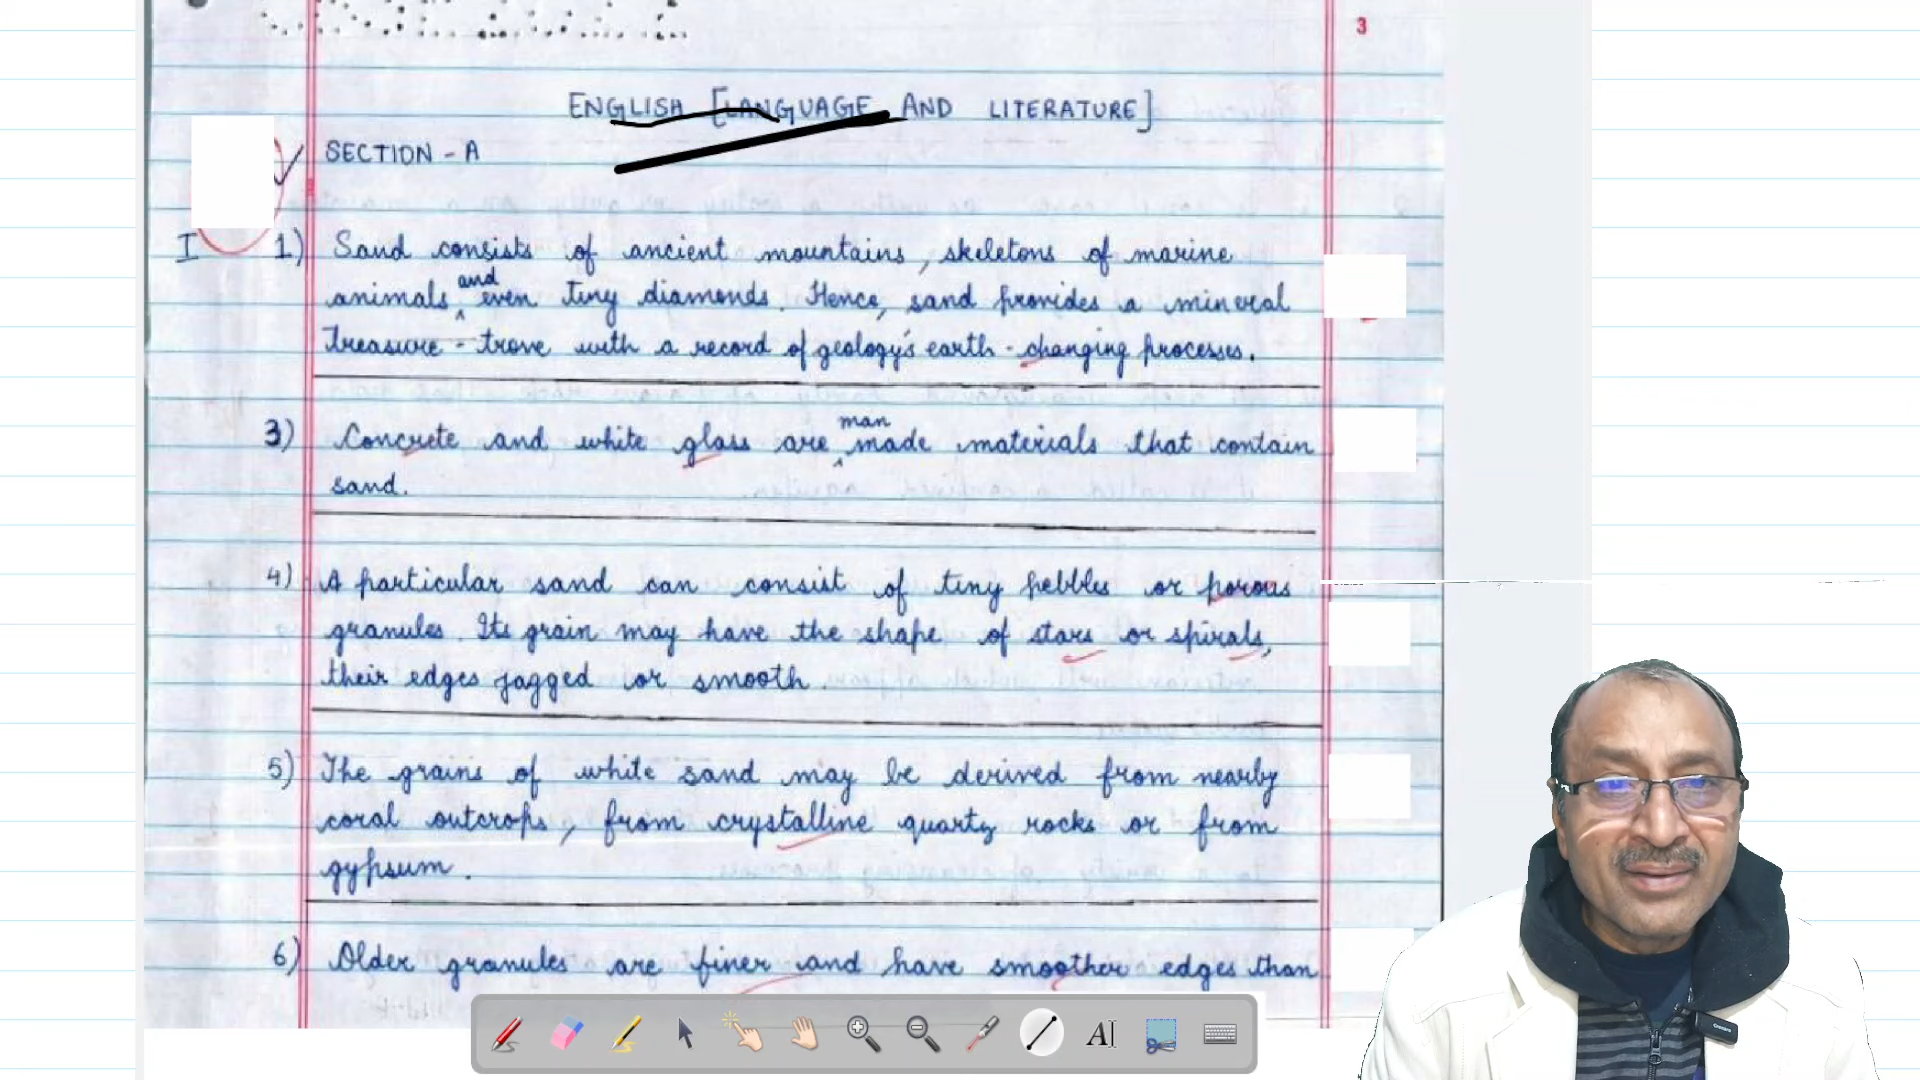 3
ENGLISH [LANGUAGE AND LITERATURE]
SECTION - A
I 1) Sand consists of ancient mountains, skeletons of marine
animals and even tiny diamonds. Hence, sand provides a mineral
treasure - trove with a record of geology's earth - changing processes.
3) Concrete and white glass are man made materials that contain
sand.
4) A particular sand can consist of tiny pebbles or porous
granules. Its grain may have the shape of stars or spirals,
their edges jagged or smooth.
5) The grains of white sand may be derived from nearby
coral outcrops, from crystalline quartz rocks or from
gypsum.
6) Older granules are finer and have smoother edges than
A